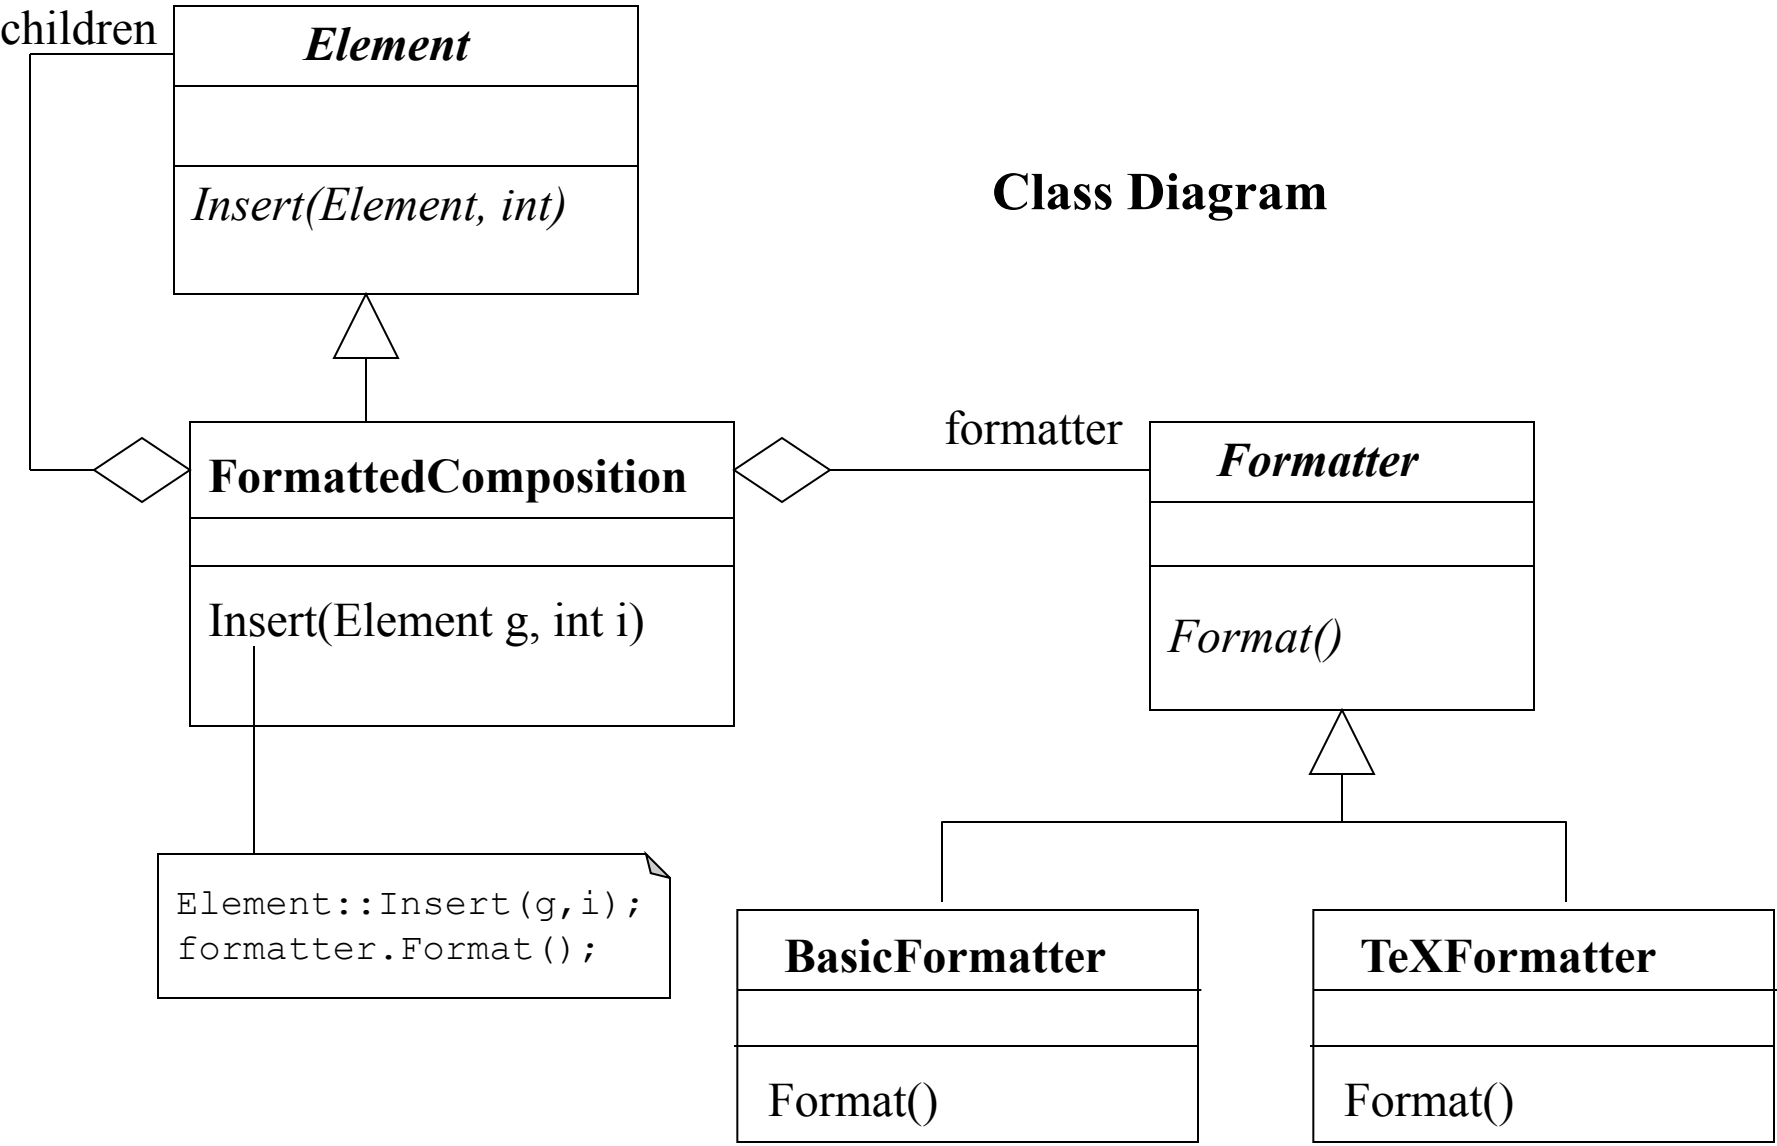 children
Element
Insert(Element, int)
Class Diagram
FormattedComposition
Insert(Element g, int i)
formatter
Formatter
Format()
Element::Insert(g,i);
formatter.Format();
BasicFormatter
Format()
TeXFormatter
Format()